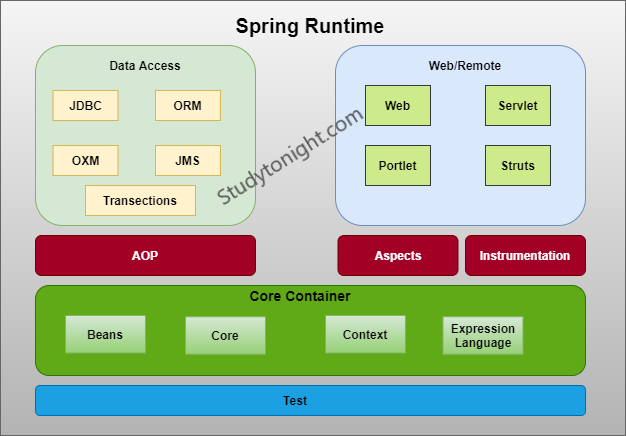 Spring Runtime
Data Access
JDBC
ORM
OXM
JMS
Transections
Web/Remote
Web
Servlet
Portlet
Struts
Studytonight.com
AOP
Aspects
Instrumentation
Core Container
Beans
Core
Context
Expression
Language
Test